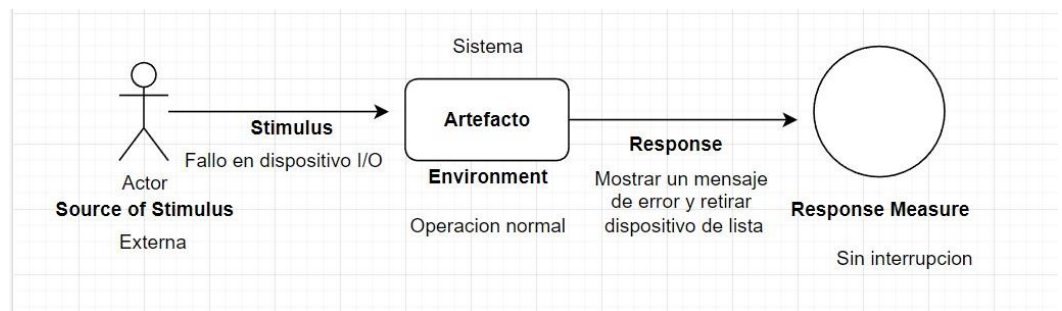 Sistema
Artefacto
Stimulus
Fallo en dispositivo I/O
Response
Environment
Mostrar un mensaje
de error y retirar
dispositivo de lista
Actor
Source of Stimulus
Externa
Operacion normal
Response Measure
Sin interrupcion